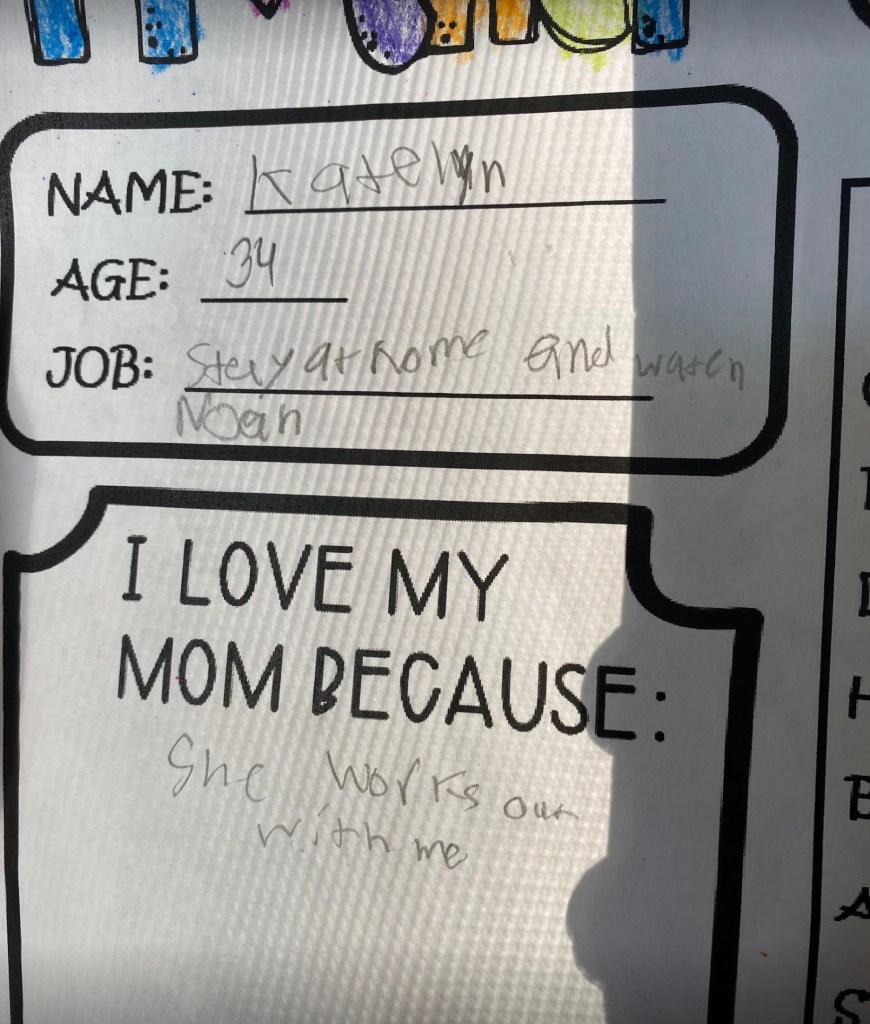 NAME: Katelyn
AGE: 34
JOB: Stay at home and watch
Noah
I LOVE MY
MOM BECAUSE:
She works out
with me